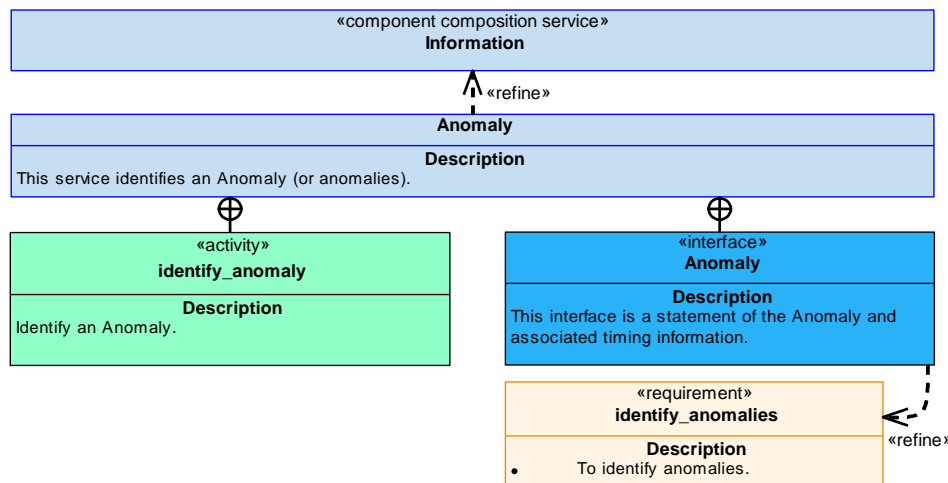 «component composition service»
Information
«refine»
Anomaly
Description
This service identifies an Anomaly (or anomalies).
«activity»
identify_anomaly
Description
Identify an Anomaly.
«interface»
Anomaly
Description
This interface is a statement of the Anomaly and
associated timing information.
«requirement»
identify_anomalies
«refine»
Description
• To identify anomalies.